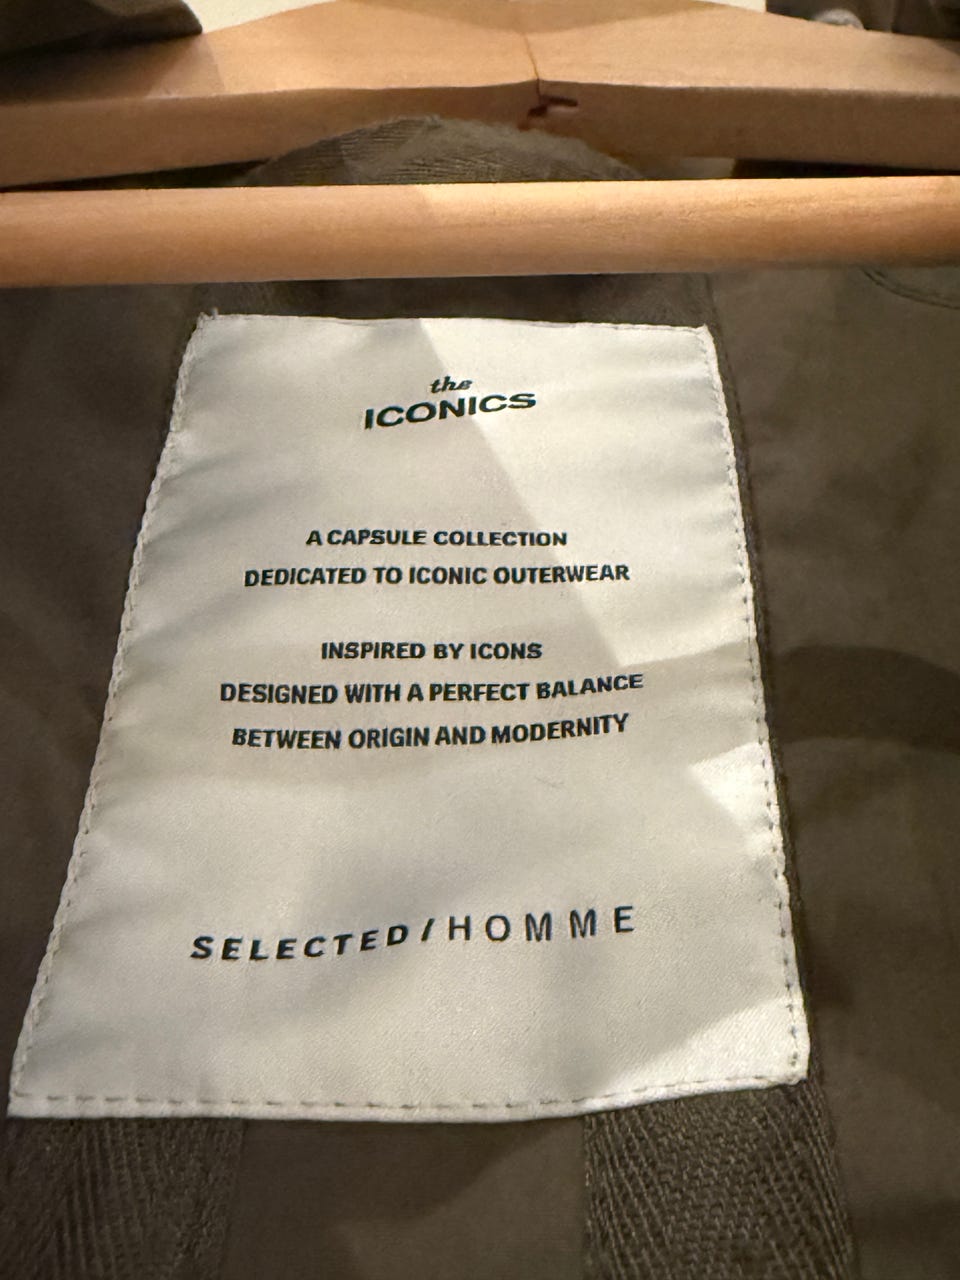 the
ICONICS
A CAPSULE COLLECTION
DEDICATED TO ICONIC OUTERWEAR
INSPIRED BY ICONS
DESIGNED WITH A PERFECT BALANCE
BETWEEN ORIGIN AND MODERNITY
SELECTED/HOMME